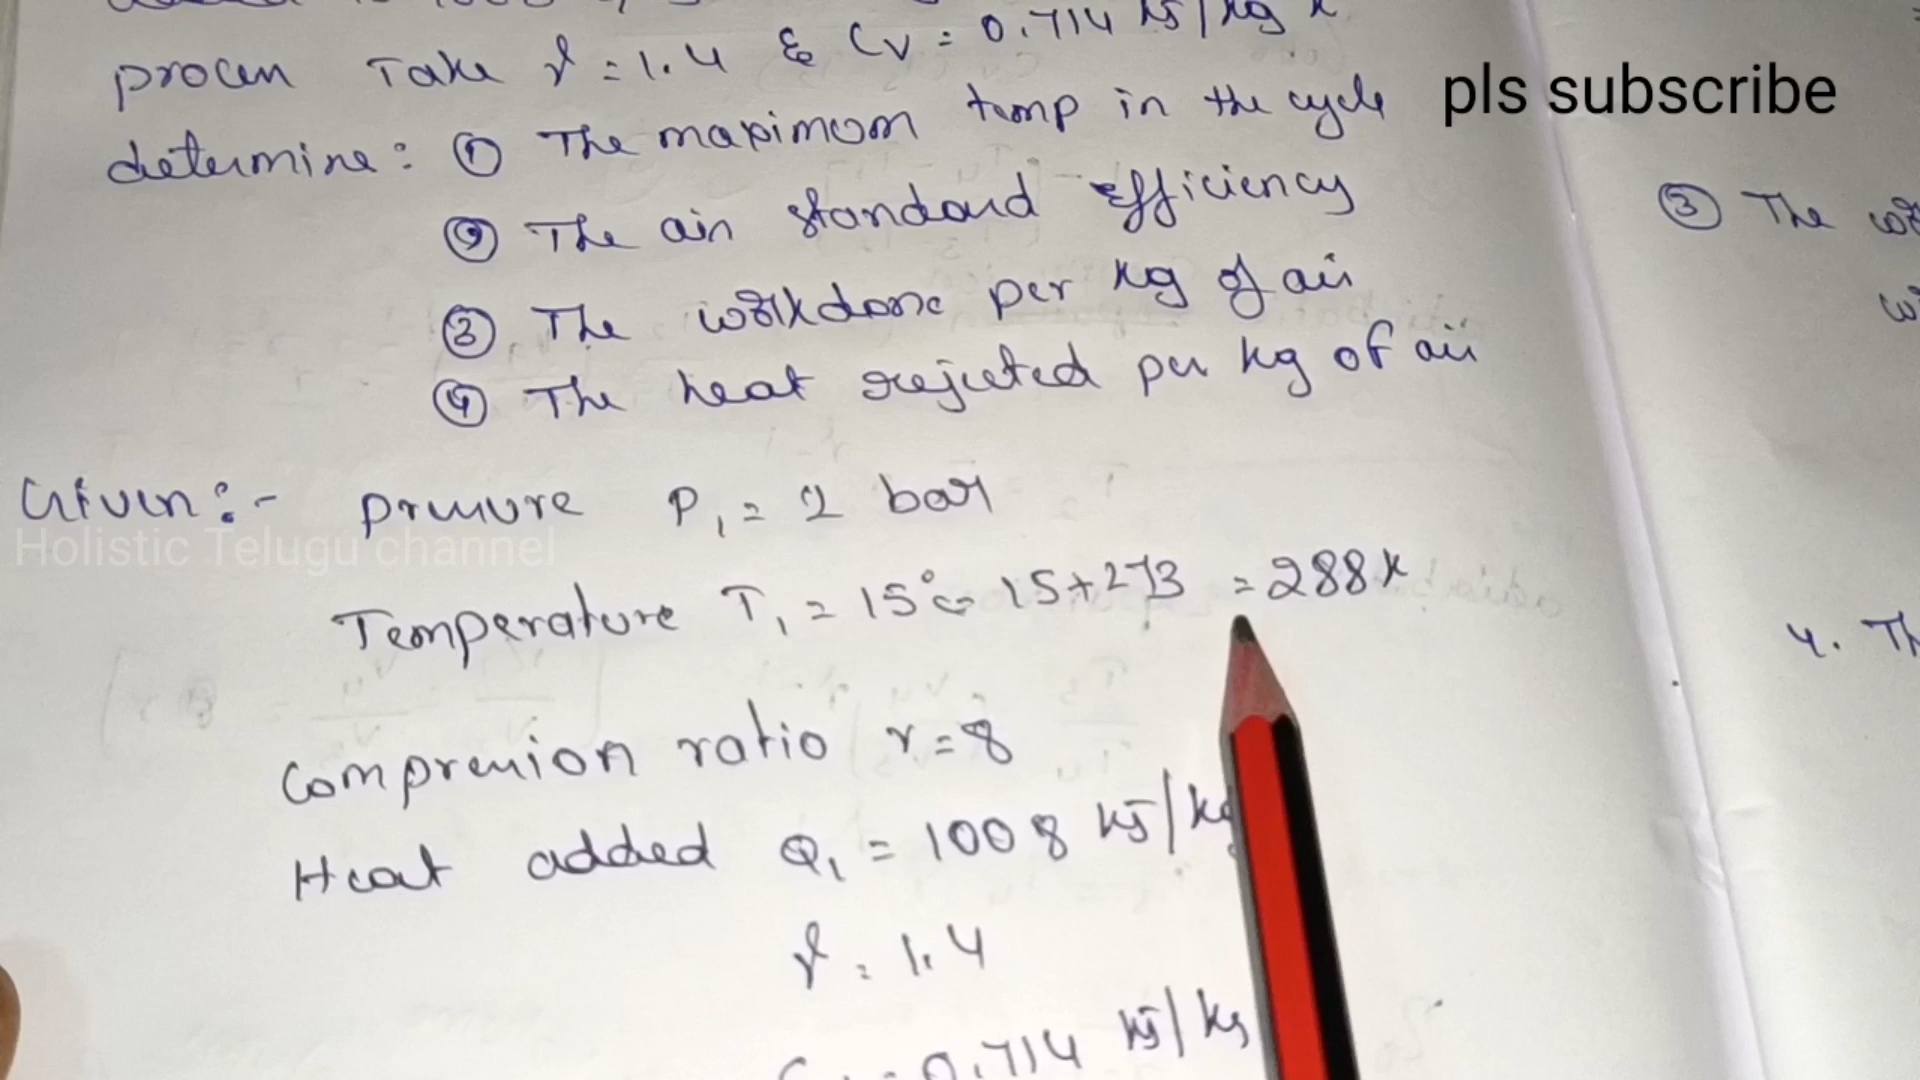 process Take γ = 1.4 & Cv = 0.714 kJ/kg K
determine: ① The maximum temp in the cycle
② The air standard efficiency
③ The workdone per kg of air
④ The heat rejected per kg of air
Given:- pressure P₁ = 1 bar
Temperature T₁ = 15°c = 15+273 = 288K
compression ratio r = 8
Heat added Q₁ = 1008 kJ/kg
γ = 1.4
0.714 kJ/kg
pls subscribe
Holistic Telugu channel
③ The
4.